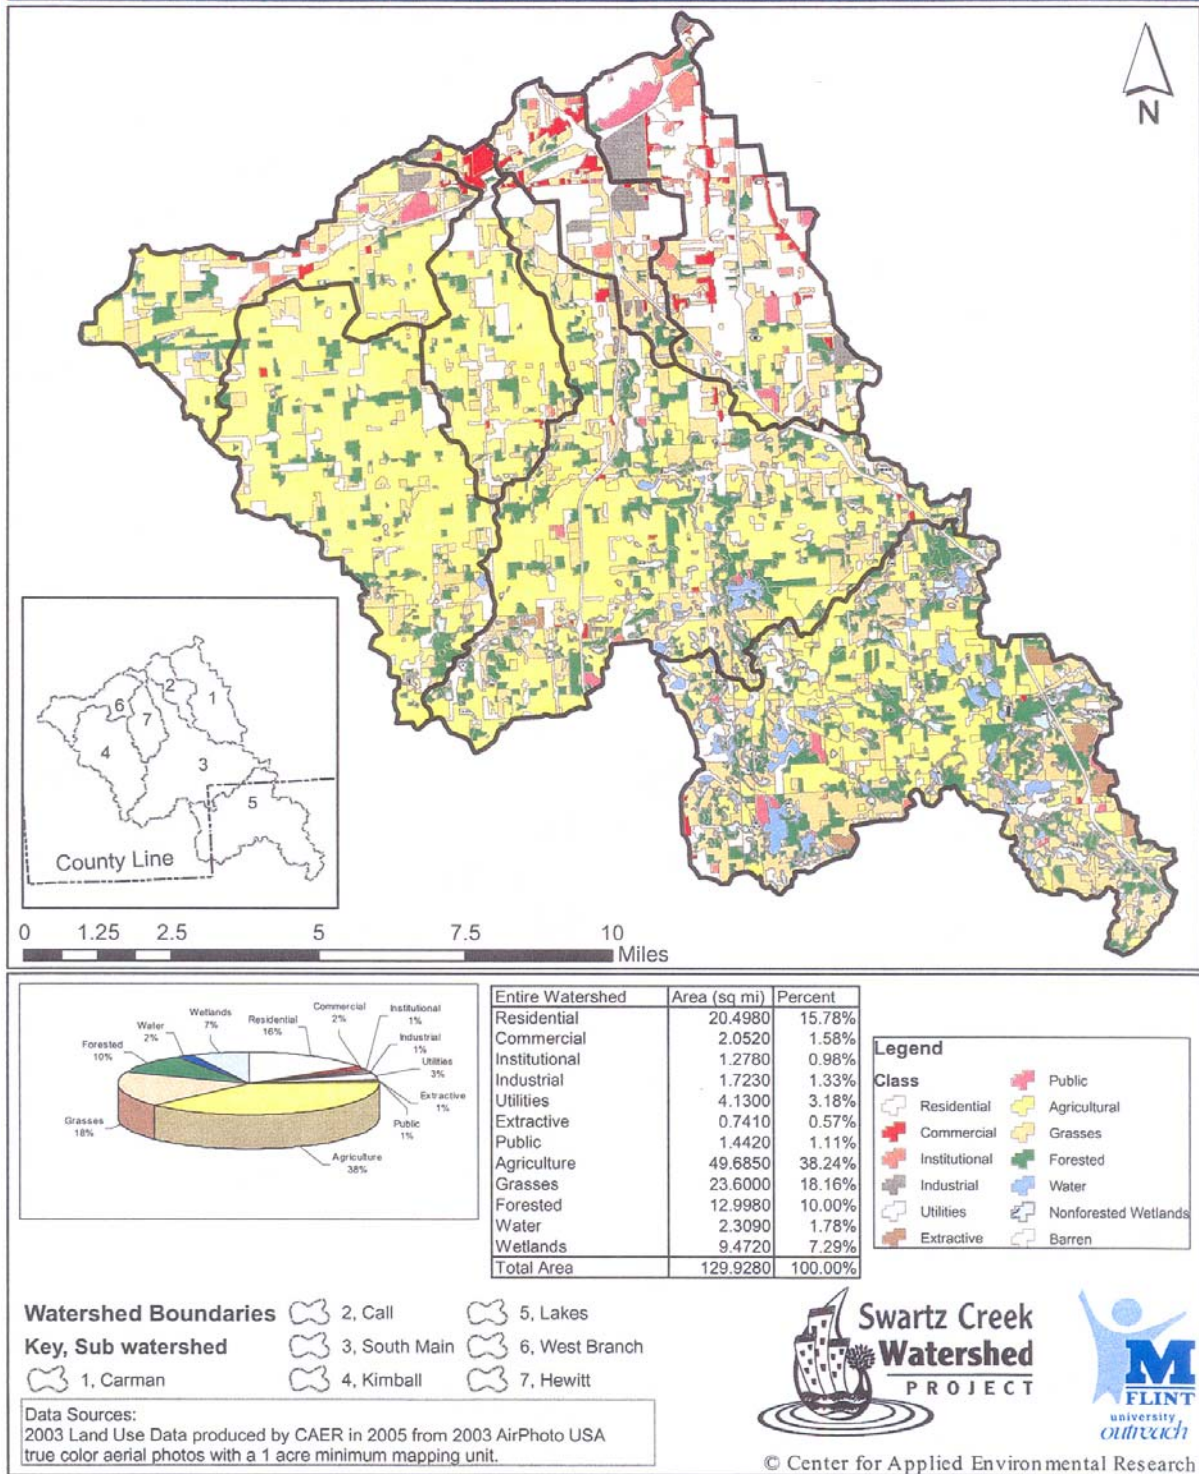 N
6
2
1
7
4
3
5
County Line
0 1.25 2.5 5 7.5 10
Miles
Wetlands 7%
Residential 16%
Commercial 2%
Institutional 1%
Industrial 1%
Utilities 3%
Extractive 1%
Public 1%
Agriculture 38%
Grasses 18%
Forested 10%
Water 2%
Entire Watershed Area (sq mi) Percent
Residential 20.4980 15.78%
Commercial 2.0520 1.58%
Institutional 1.2780 0.98%
Industrial 1.7230 1.33%
Utilities 4.1300 3.18%
Extractive 0.7410 0.57%
Public 1.4420 1.11%
Agriculture 49.6850 38.24%
Grasses 23.6000 18.16%
Forested 12.9980 10.00%
Water 2.3090 1.78%
Wetlands 9.4720 7.29%
Total Area 129.9280 100.00%
Legend
Class
Residential
Commercial
Institutional
Industrial
Utilities
Extractive
Public
Agricultural
Grasses
Forested
Water
Nonforested Wetlands
Barren
Watershed Boundaries
Key, Sub watershed
1, Carman
2, Call
3, South Main
4, Kimball
5, Lakes
6, West Branch
7, Hewitt
Data Sources:
2003 Land Use Data produced by CAER in 2005 from 2003 AirPhoto USA
true color aerial photos with a 1 acre minimum mapping unit.
Swartz Creek
Watershed
PROJECT
M
FLINT
university
outreach
© Center for Applied Environmental Research